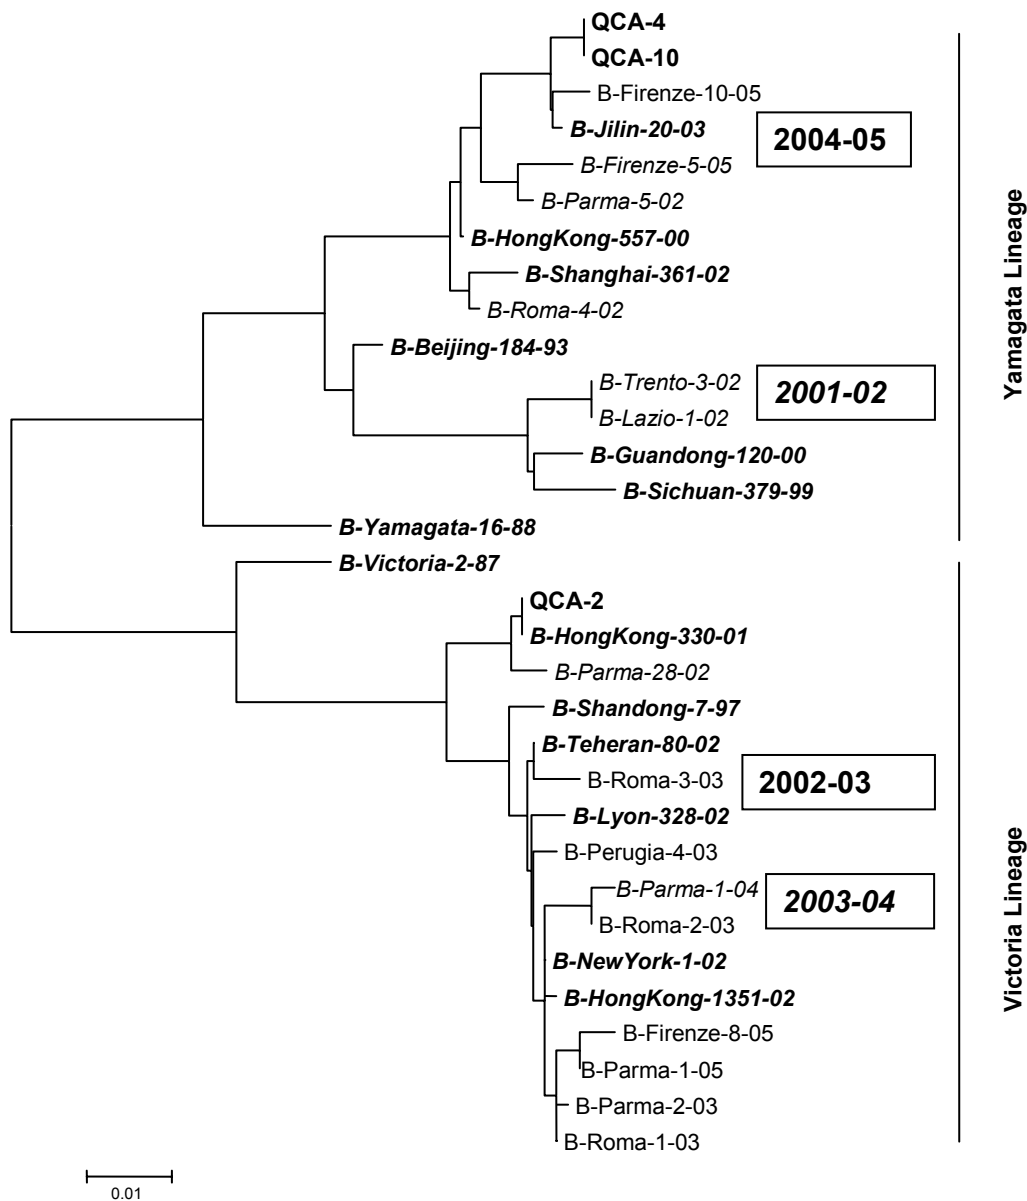 QCA-4
QCA-10
B-Firenze-10-05
B-Jilin-20-03
2004-05
B-Firenze-5-05
B-Parma-5-02
B-HongKong-557-00
B-Shanghai-361-02
B-Roma-4-02
B-Beijing-184-93
B-Trento-3-02
2001-02
B-Lazio-1-02
B-Guandong-120-00
B-Sichuan-379-99
B-Yamagata-16-88
Yamagata Lineage
B-Victoria-2-87
QCA-2
B-HongKong-330-01
B-Parma-28-02
B-Shandong-7-97
B-Teheran-80-02
B-Roma-3-03
2002-03
B-Lyon-328-02
B-Perugia-4-03
B-Parma-1-04
2003-04
B-Roma-2-03
B-NewYork-1-02
B-HongKong-1351-02
B-Firenze-8-05
B-Parma-1-05
B-Parma-2-03
B-Roma-1-03
Victoria Lineage
0.01